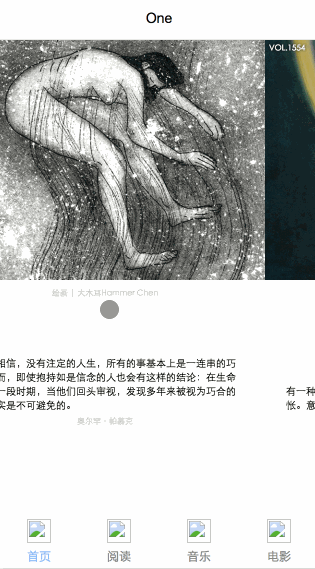 One
VOL.1554
绘画 | 大水耳Hammer Chen
相信，没有注定的人生，所有的事基本上是一连串的巧
而，即使抱持如是信念的人也会有这样的结论：在生命
一段时期，当他们回头审视，发现多年来被视为巧合的
实是不可避免的。
奥尔罕·帕慕克
有一种
怅。意
首页
阅读
音乐
电影